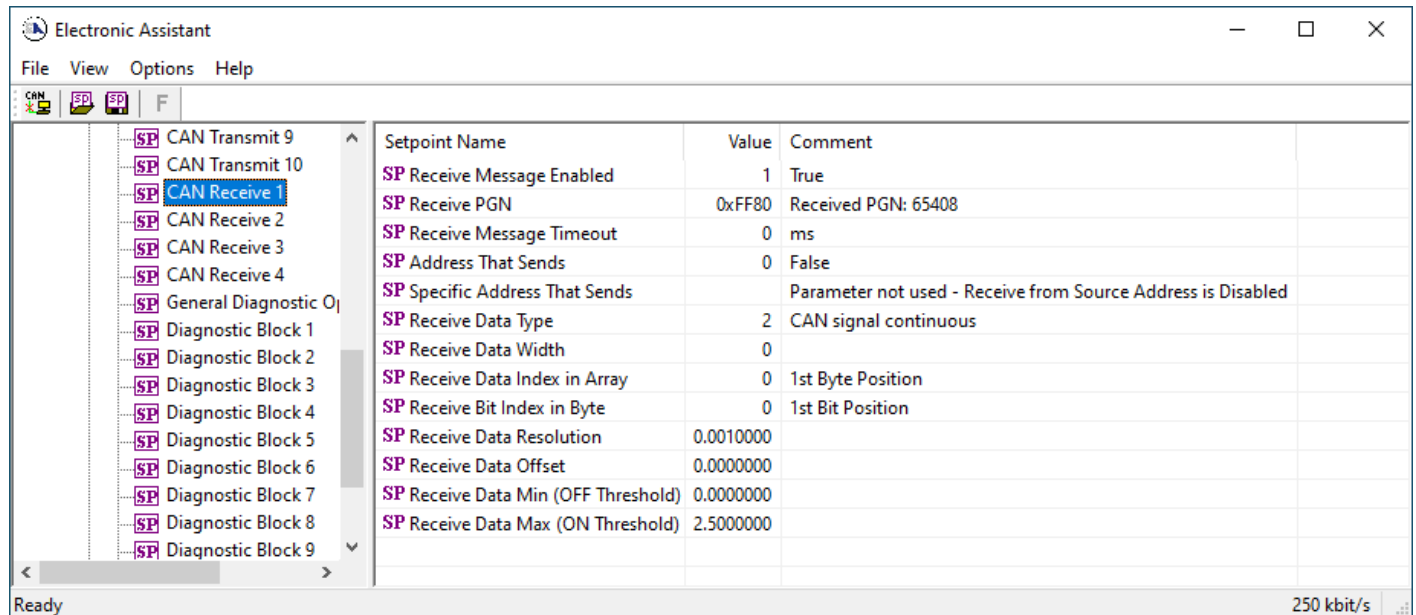 Electronic Assistant
File View Options Help
CAN SP SP F
SP CAN Transmit 9
SP CAN Transmit 10
SP CAN Receive 1
SP CAN Receive 2
SP CAN Receive 3
SP CAN Receive 4
SP General Diagnostic O
SP Diagnostic Block 1
SP Diagnostic Block 2
SP Diagnostic Block 3
SP Diagnostic Block 4
SP Diagnostic Block 5
SP Diagnostic Block 6
SP Diagnostic Block 7
SP Diagnostic Block 8
SP Diagnostic Block 9
Setpoint Name Value Comment
SP Receive Message Enabled 1 True
SP Receive PGN 0xFF80 Received PGN: 65408
SP Receive Message Timeout 0 ms
SP Address That Sends 0 False
SP Specific Address That Sends Parameter not used - Receive from Source Address is Disabled
SP Receive Data Type 2 CAN signal continuous
SP Receive Data Width 0
SP Receive Data Index in Array 0 1st Byte Position
SP Receive Bit Index in Byte 0 1st Bit Position
SP Receive Data Resolution 0.0010000
SP Receive Data Offset 0.0000000
SP Receive Data Min (OFF Threshold) 0.0000000
SP Receive Data Max (ON Threshold) 2.5000000
Ready 250 kbit/s